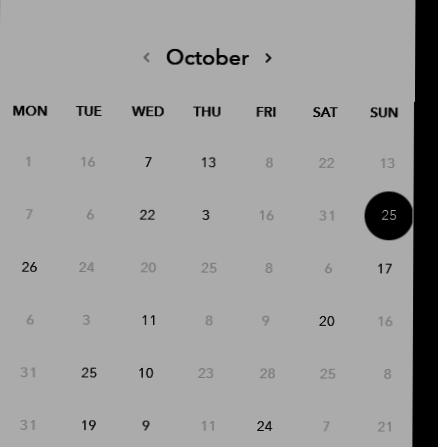 ‹ October ›
MON TUE WED THU FRI SAT SUN
1 16 7 13 8 22 13
7 6 22 3 16 31 25
26 24 20 25 8 6 17
6 3 11 8 9 20 16
31 25 10 23 28 25 8
31 19 9 11 24 7 21